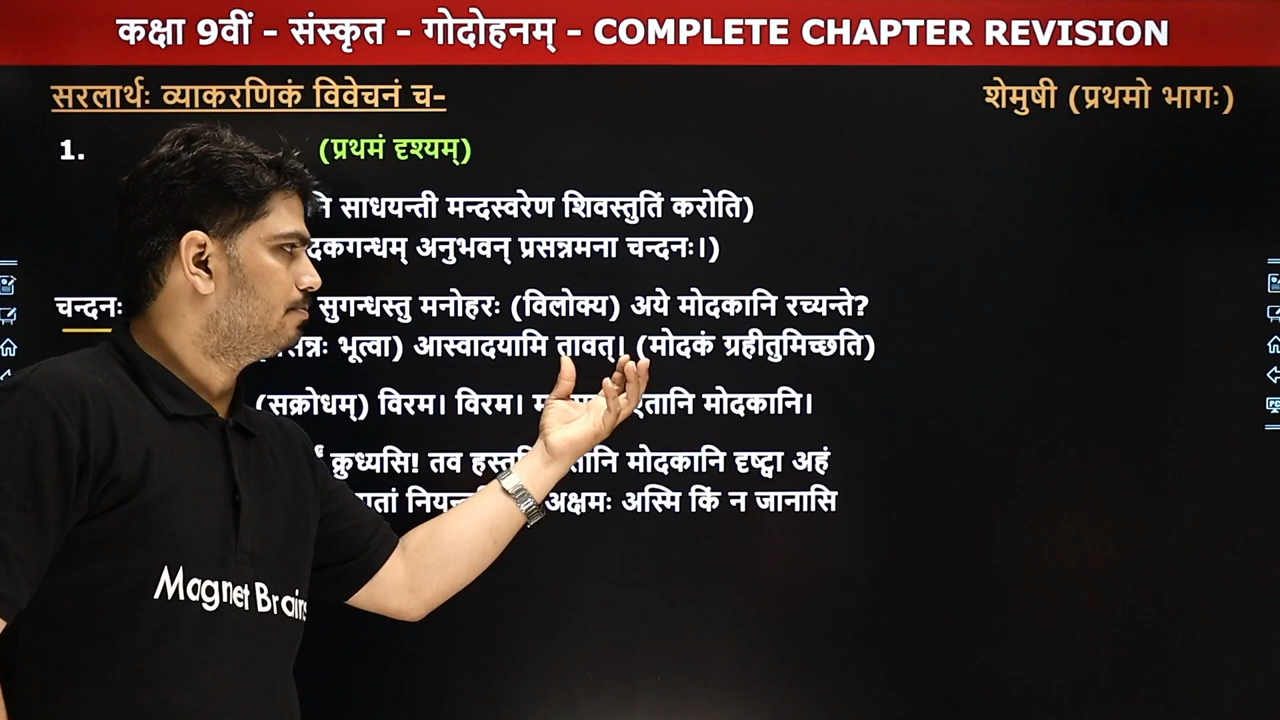 कक्षा 9वीं - संस्कृत - गोदोहनम् - COMPLETE CHAPTER REVISION
सरलार्थः व्याकरणिकं विवेचनं च-
शेमुषी (प्रथमो भागः)
1. (प्रथमं दृश्यम्)
साधयन्ती मन्दस्वरेण शिवस्तुतिं करोति)
अनुभवन् प्रसन्नमना चन्दनः।)
चन्दनः सुगन्धस्तु मनोहरः (विलोक्य) अये मोदकानि रच्यन्ते?
भूत्वा) आस्वादयामि तावत्। (मोदकं ग्रहीतुमिच्छति)
(सक्रोधम्) विरम। विरम। मोदकानि।
क्रुध्यसि! तव मोदकानि दृष्ट्वा अहं
अक्षमः अस्मि किं न जानासि
Magnet Brains